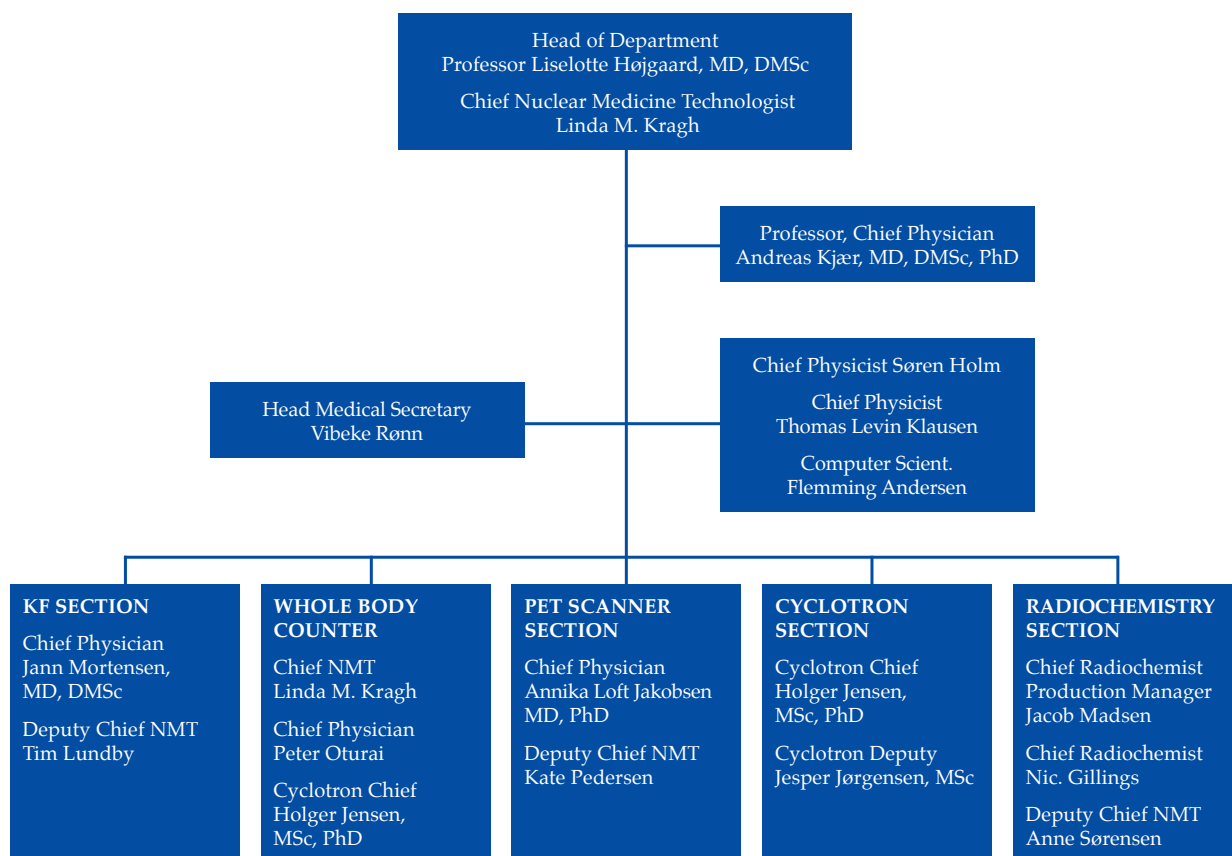 Head of Department
Professor Liselotte Højgaard, MD, DMSc
Chief Nuclear Medicine Technologist
Linda M. Kragh
Professor, Chief Physician
Andreas Kjær, MD, DMSc, PhD
Head Medical Secretary
Vibeke Rønn
Chief Physicist Søren Holm
Chief Physicist
Thomas Levin Klausen
Computer Scient.
Flemming Andersen
KF SECTION
Chief Physician
Jann Mortensen,
MD, DMSc
Deputy Chief NMT
Tim Lundby
WHOLE BODY
COUNTER
Chief NMT
Linda M. Kragh
Chief Physician
Peter Oturai
Cyclotron Chief
Holger Jensen,
MSc, PhD
PET SCANNER
SECTION
Chief Physician
Annika Loft Jakobsen
MD, PhD
Deputy Chief NMT
Kate Pedersen
CYCLOTRON
SECTION
Cyclotron Chief
Holger Jensen,
MSc, PhD
Cyclotron Deputy
Jesper Jørgensen, MSc
RADIOCHEMISTRY
SECTION
Chief Radiochemist
Production Manager
Jacob Madsen
Chief Radiochemist
Nic. Gillings
Deputy Chief NMT
Anne Sørensen